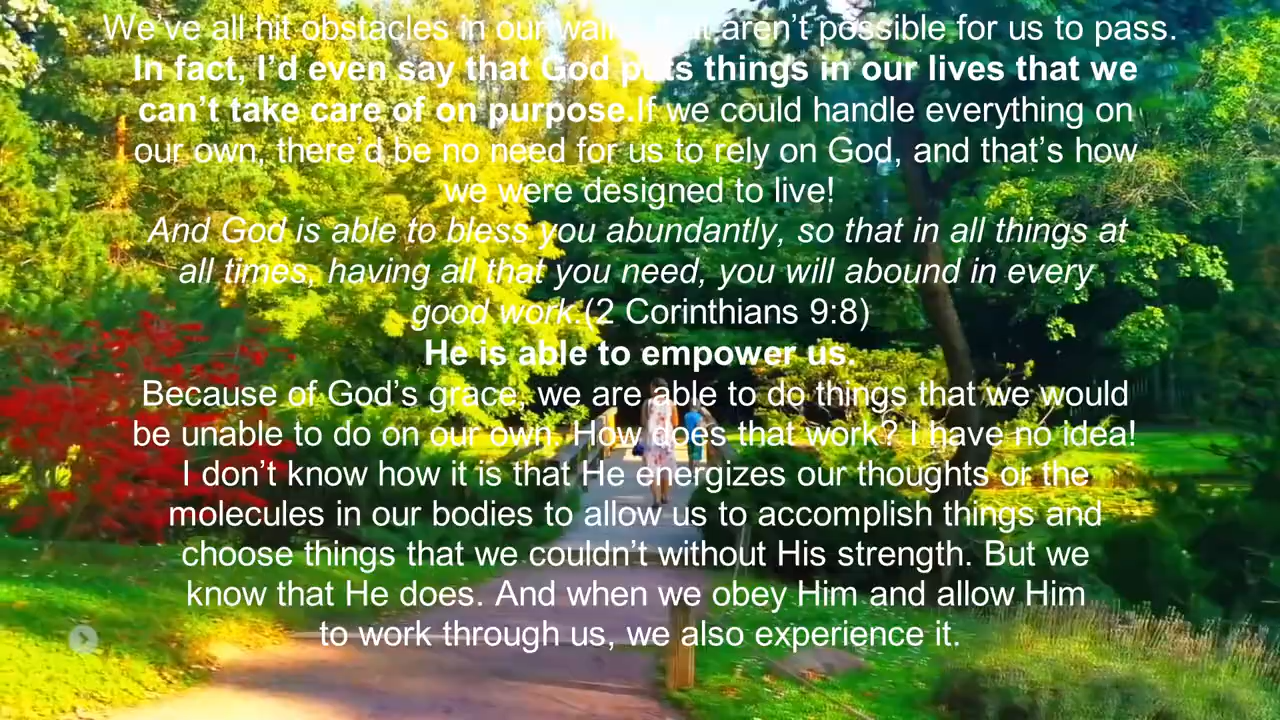 We’ve all hit obstacles in our walk that aren’t possible for us to pass.
In fact, I’d even say that God puts things in our lives that we
can’t take care of on purpose.If we could handle everything on
our own, there’d be no need for us to rely on God, and that’s how
we were designed to live!
And God is able to bless you abundantly, so that in all things at
all times, having all that you need, you will abound in every
good work.(2 Corinthians 9:8)
He is able to empower us.
Because of God’s grace, we are able to do things that we would
be unable to do on our own. How does that work? I have no idea!
I don’t know how it is that He energizes our thoughts or the
molecules in our bodies to allow us to accomplish things and
choose things that we couldn’t without His strength. But we
know that He does. And when we obey Him and allow Him
to work through us, we also experience it.